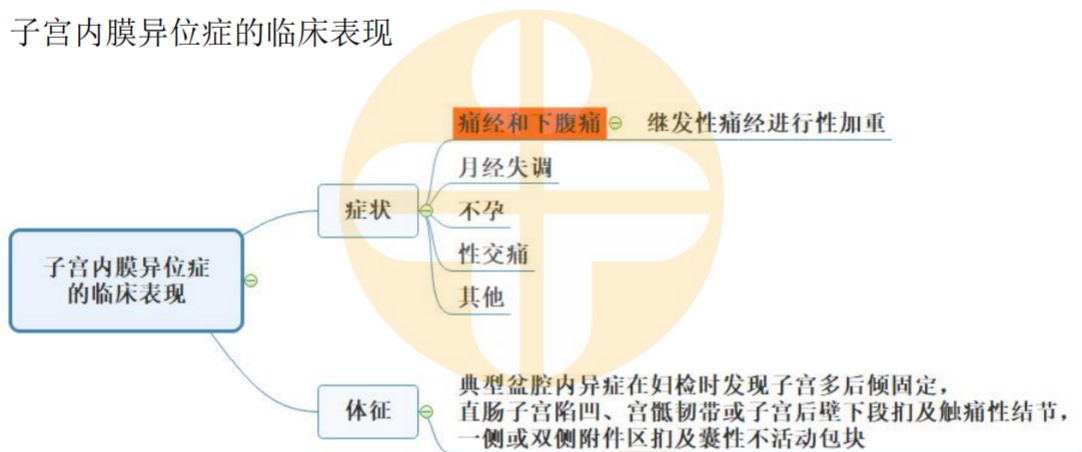 子宫内膜异位症的临床表现
痛经和下腹痛
继发性痛经进行性加重
月经失调
症状
不孕
性交痛
其他
子宫内膜异位症
的临床表现
体征
典型盆腔内异症在妇检时发现子宫多后倾固定，
直肠子宫陷凹、宫骶韧带或子宫后壁下段扪及触痛性结节，
一侧或双侧附件区扪及囊性不活动包块